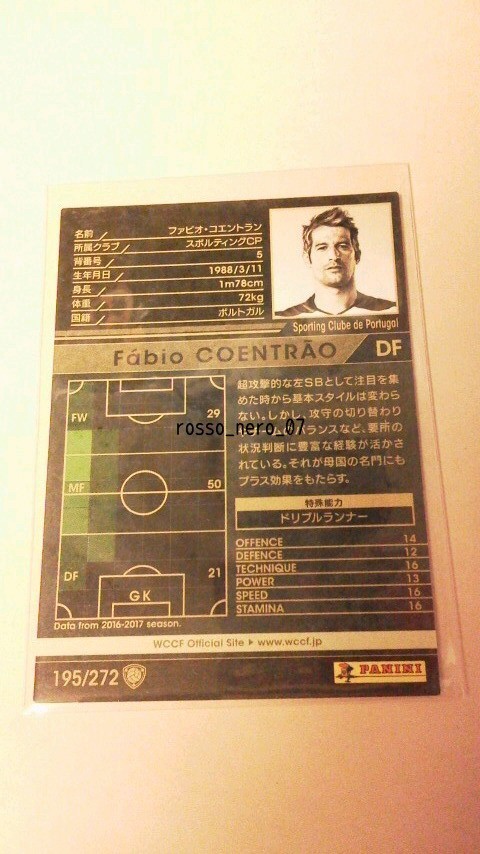 名前 ファビオ・コエントラン
所属クラブ スポルティングCP
背番号 5
生年月日 1988/3/11
身長 1m78cm
体重 72kg
国籍 ポルトガル
Sporting Clube de Portugal
Fábio COENTRÃO DF
FW 29
MF 50
DF 21
GK
Data from 2016-2017 season.
超攻撃的な左SBとして注目を集
めた時から基本スタイルは変わら
ない。しかし、攻守の切り替わり
バランスなど、要所の
状況判断に豊富な経験が活かさ
れている。それが母国の名門にも
プラス効果をもたらす。
rosso_nero_07
特殊能力
ドリブルランナー
OFFENCE 14
DEFENCE 12
TECHNIQUE 16
POWER 13
SPEED 16
STAMINA 16
WCCF Official Site ▶ www.wccf.jp
195/272
PANINI